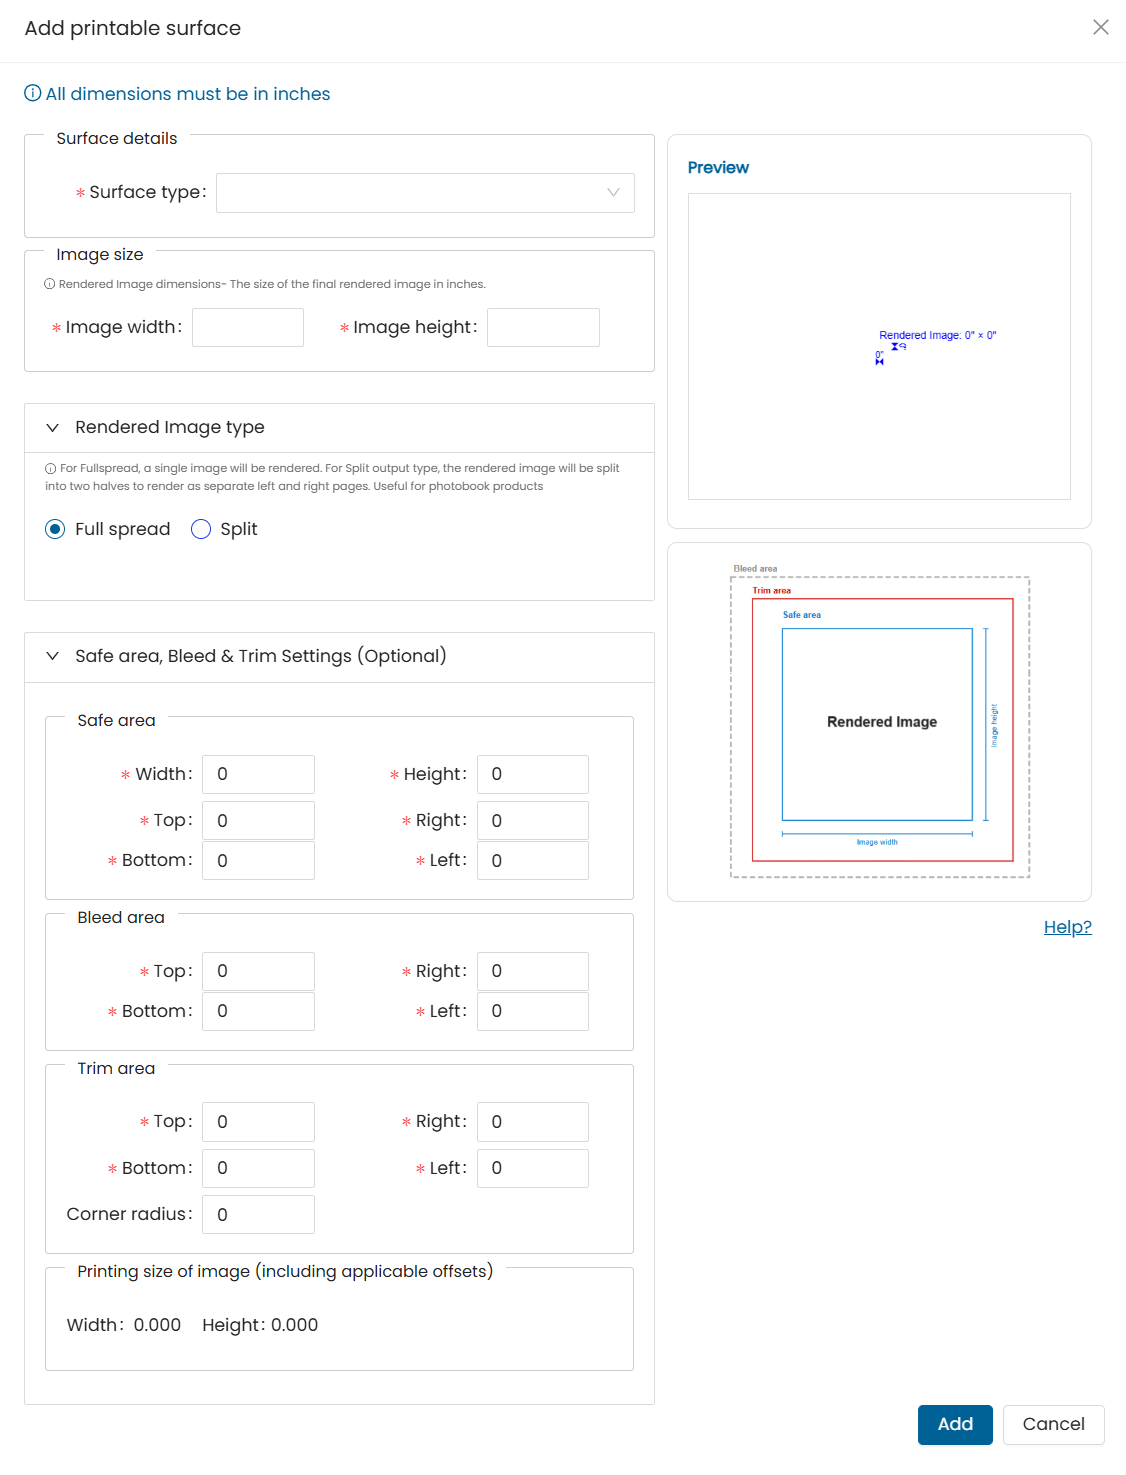 Add printable surface
All dimensions must be in inches
Surface details
* Surface type:
Image size
Rendered Image dimensions- The size of the final rendered image in inches.
* Image width:
* Image height:
Rendered Image type
For Fullspread, a single image will be rendered. For Split output type, the rendered image will be split
into two halves to render as separate left and right pages. Useful for photobook products
Full spread
Split
Safe area, Bleed & Trim Settings (Optional)
Safe area
* Width: 0
* Height: 0
* Top: 0
* Right: 0
* Bottom: 0
* Left: 0
Bleed area
* Top: 0
* Right: 0
* Bottom: 0
* Left: 0
Trim area
* Top: 0
* Right: 0
* Bottom: 0
* Left: 0
Corner radius: 0
Printing size of image (including applicable offsets)
Width: 0.000 Height: 0.000
Preview
Rendered Image: 0" × 0"
0"
Bleed area
Trim area
Safe area
Rendered Image
Image height
Image width
Help?
Add
Cancel